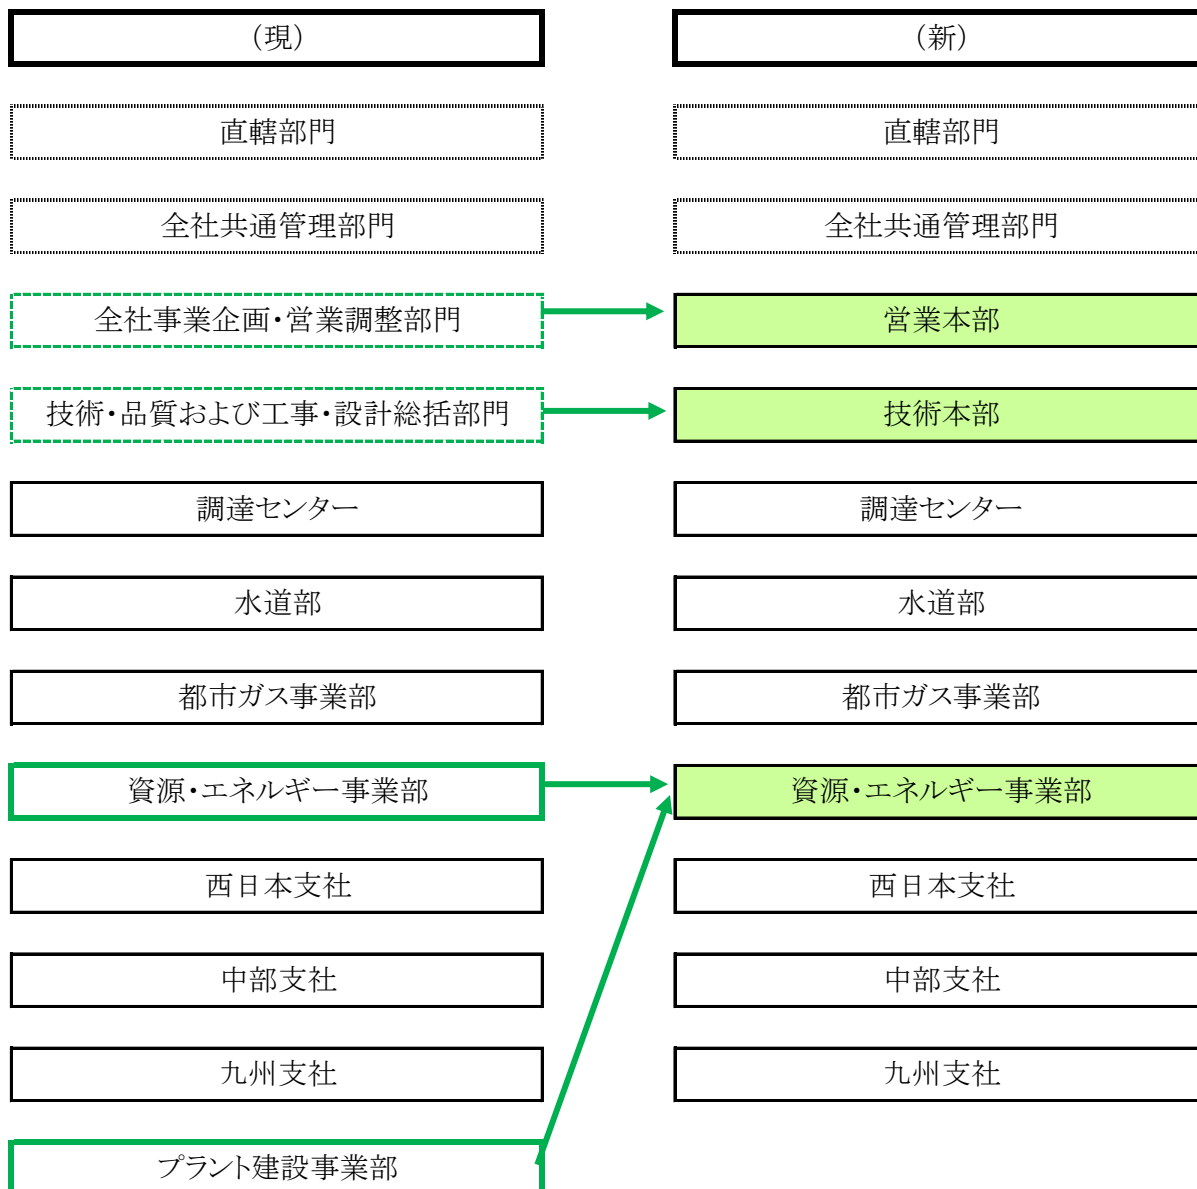 （現）
（新）
直轄部門
直轄部門
全社共通管理部門
全社共通管理部門
全社事業企画・営業調整部門
営業本部
技術・品質および工事・設計総括部門
技術本部
調達センター
調達センター
水道部
水道部
都市ガス事業部
都市ガス事業部
資源・エネルギー事業部
資源・エネルギー事業部
西日本支社
西日本支社
中部支社
中部支社
九州支社
九州支社
プラント建設事業部